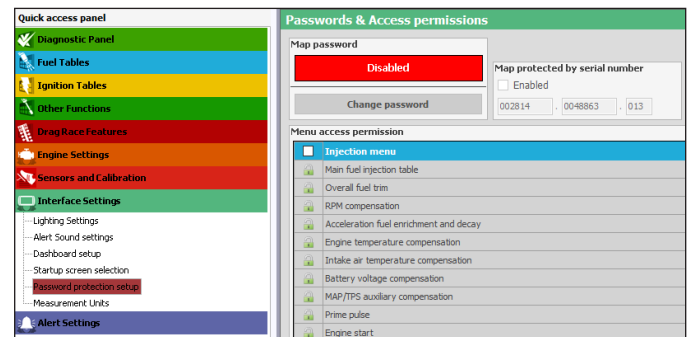 Quick access panel
Diagnostic Panel
Fuel Tables
Ignition Tables
Other Functions
Drag Race Features
Engine Settings
Sensors and Calibration
Interface Settings
Lighting Settings
Alert Sound settings
Dashboard setup
Startup screen selection
Password protection setup
Measurement Units
Alert Settings
Passwords & Access permissions
Map password
Disabled
Change password
Map protected by serial number
Enabled
002814 . 0048863 . 013
Menu access permission
Injection menu
Main fuel injection table
Overall fuel trim
RPM compensation
Acceleration fuel enrichment and decay
Engine temperature compensation
Intake air temperature compensation
Battery voltage compensation
MAP/TPS auxiliary compensation
Prime pulse
Engine start